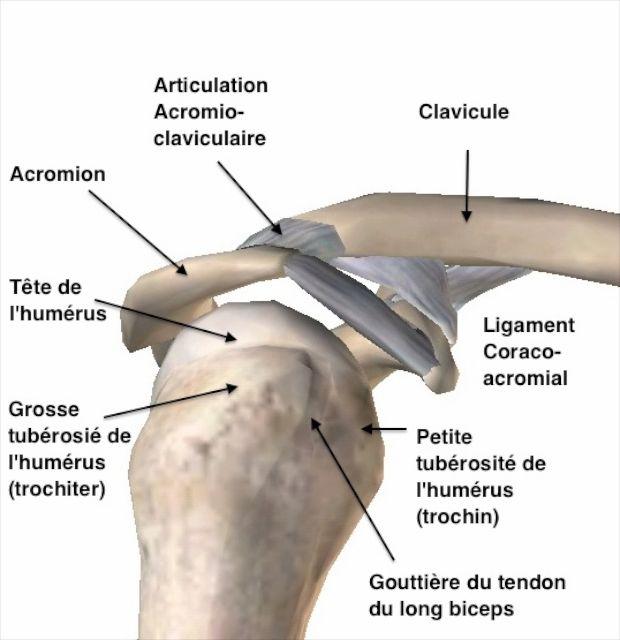 Articulation
Acromio-
claviculaire
Clavicule
Acromion
Tête de
l'humérus
Ligament
Coraco-
acromial
Grosse
tubérosié de
l'humérus
(trochiter)
Petite
tubérosité de
l'humérus
(trochin)
Gouttière du tendon
du long biceps